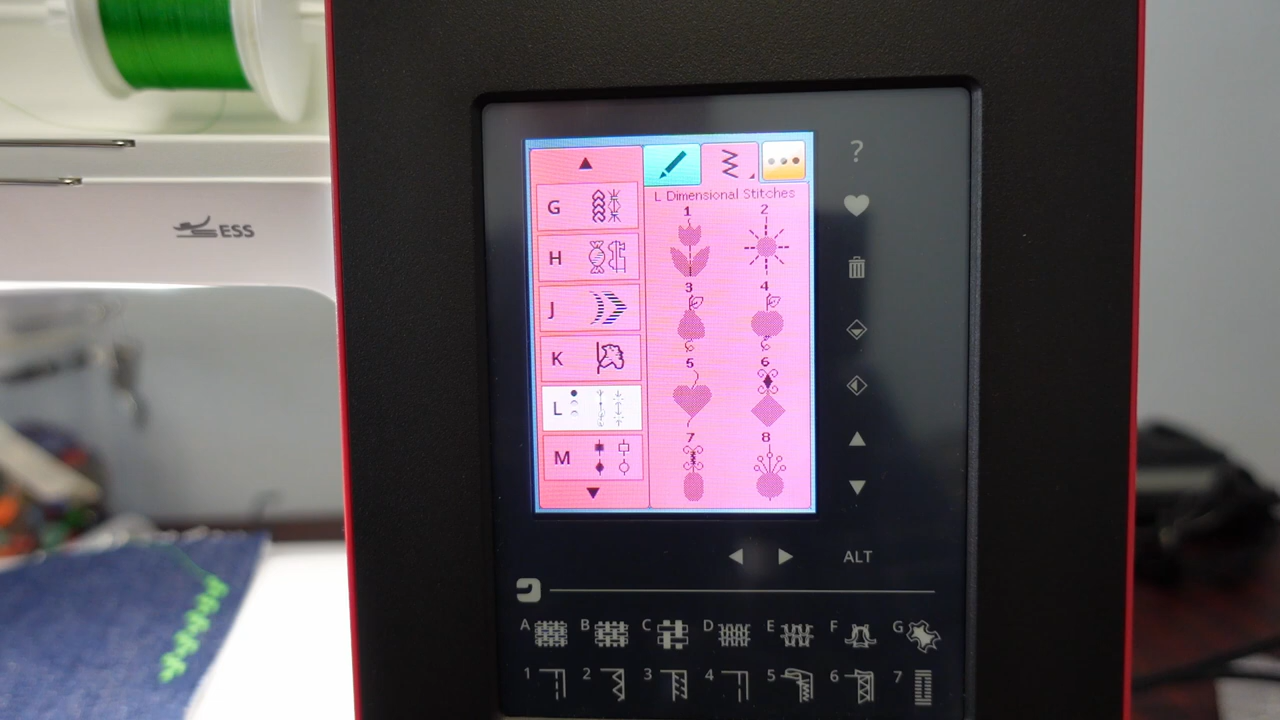 ESS
?
L Dimensional Stitches
G
1 2
H
3 4
J
K
5 6
L
7 8
M
ALT
A B C D E F G
1 2 3 4 5 6 7